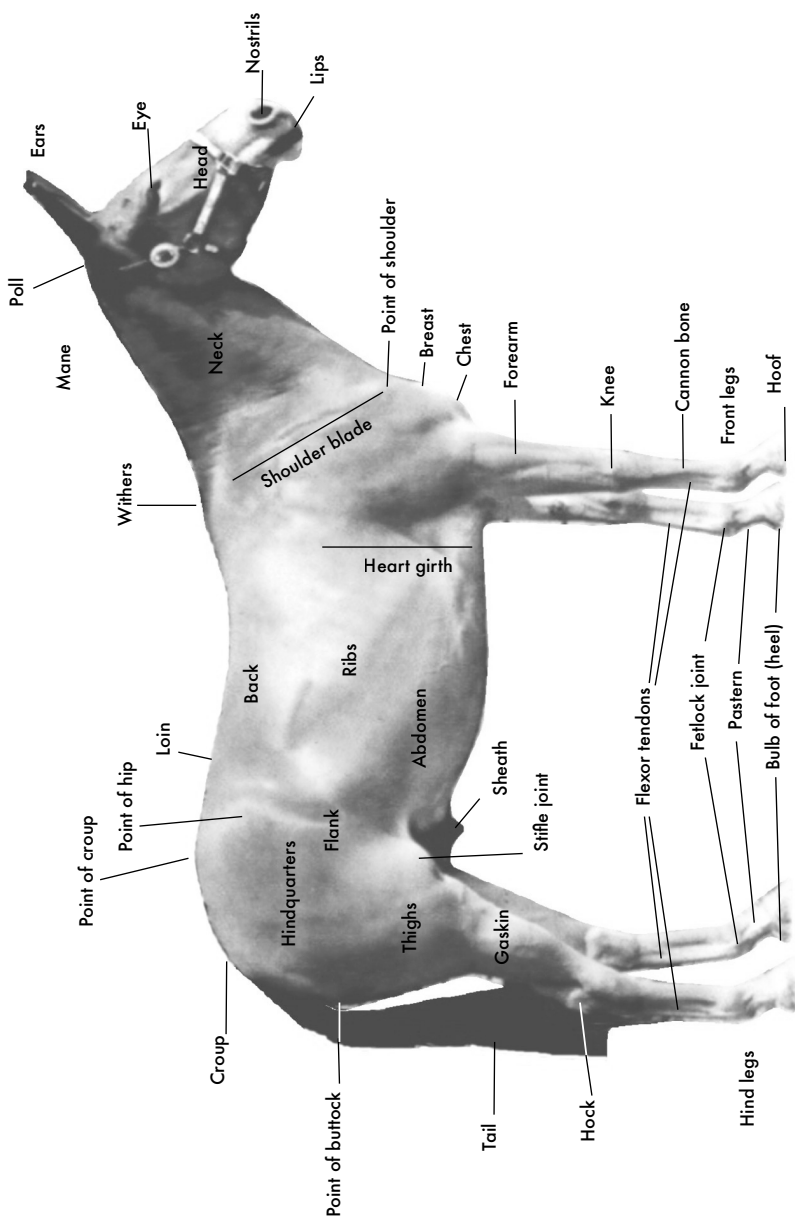 Ears
Eye
Nostrils
Lips
Head
Poll
Mane
Neck
Point of shoulder
Breast
Chest
Shoulder blade
Withers
Forearm
Knee
Cannon bone
Front legs
Hoof
Heart girth
Back
Ribs
Abdomen
Loin
Sheath
Stifle joint
Flexor tendons
Fetlock joint
Pastern
Bulb of foot (heel)
Point of hip
Point of croup
Flank
Hindquarters
Thighs
Gaskin
Croup
Point of buttock
Tail
Hock
Hind legs